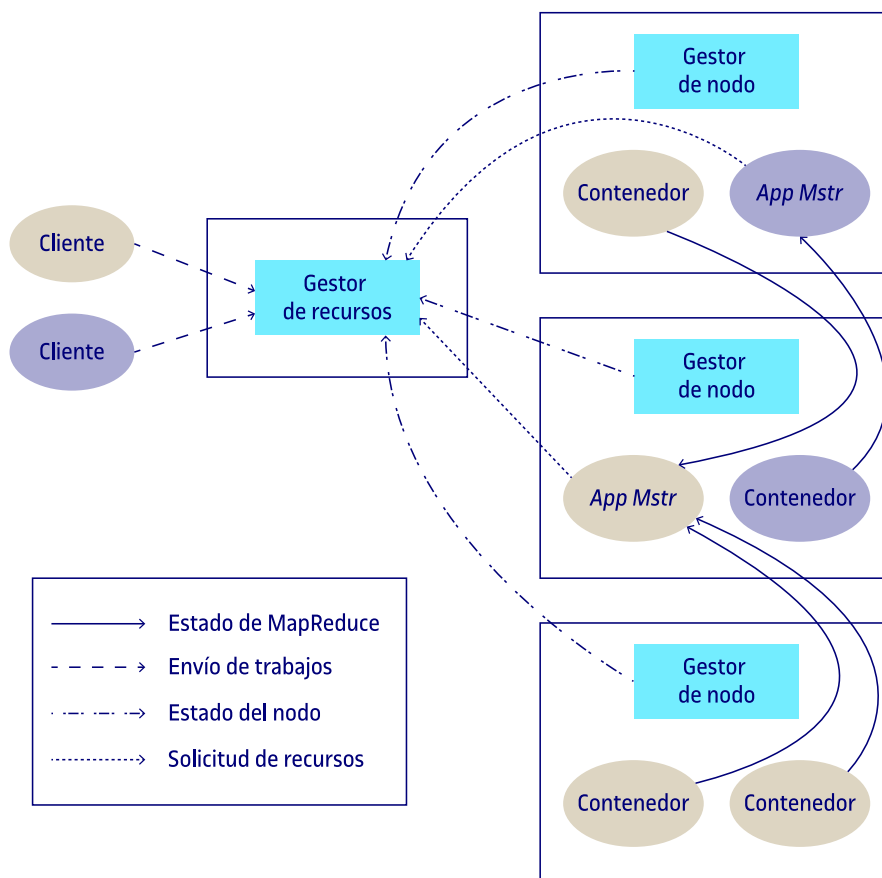 Gestor
de nodo
Contenedor
App Mstr
Cliente
Cliente
Gestor
de recursos
Gestor
de nodo
App Mstr
Contenedor
Gestor
de nodo
Contenedor
Contenedor
Estado de MapReduce
Envío de trabajos
Estado del nodo
Solicitud de recursos